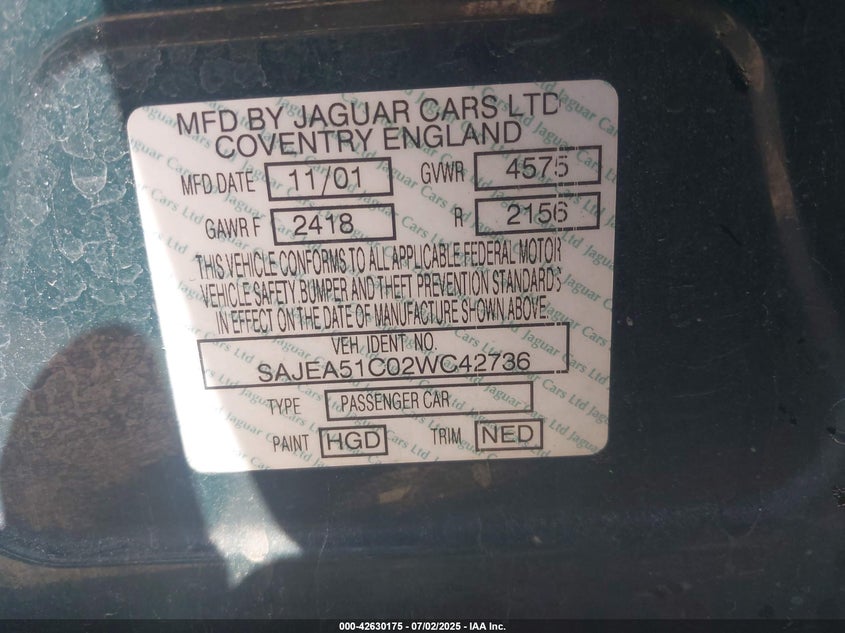 MFD BY JAGUAR CARS LTD
COVENTRY ENGLAND
MFD DATE 11/01 GVWR 4575
GAWR F 2418 R 2156
THIS VEHICLE CONFORMS TO ALL APPLICABLE FEDERAL MOTOR
VEHICLE SAFETY BUMPER AND THEFT PREVENTION STANDARDS
IN EFFECT ON THE DATE OF MANUFACTURE SHOWN ABOVE.
VEH. IDENT NO.
SAJEA51C02WC42736
TYPE PASSENGER CAR
PAINT HGD TRIM NED
000-42630175 - 07/02/2025 - IAA Inc.